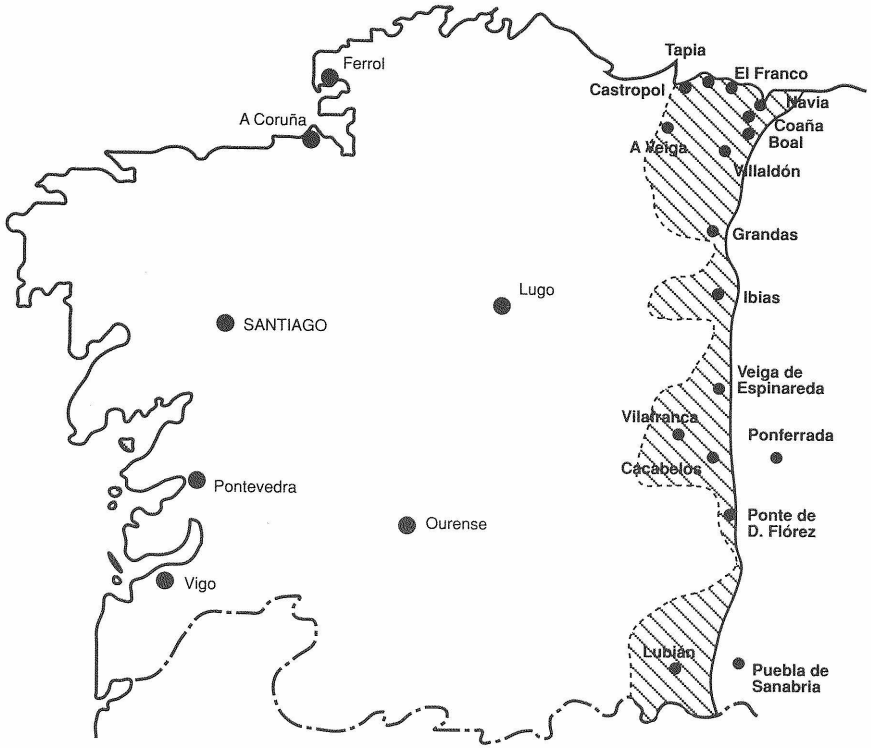 Tapia
Ferrol
El Franco
Castropol
Navia
A Coruña
Coaña
Boal
A Veiga
Villaldón
Grandas
Lugo
Ibias
SANTIAGO
Veiga de
Espinareda
Vilafranca
Ponferrada
Cacabelos
Pontevedra
Ponte de
D. Flórez
Ourense
Vigo
Lubián
Puebla de
Sanabria